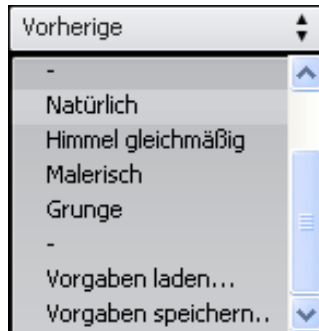 Vorherige
-
Natürlich
Himmel gleichmäßig
Malerisch
Grunge
-
Vorgaben laden...
Vorgaben speichern..